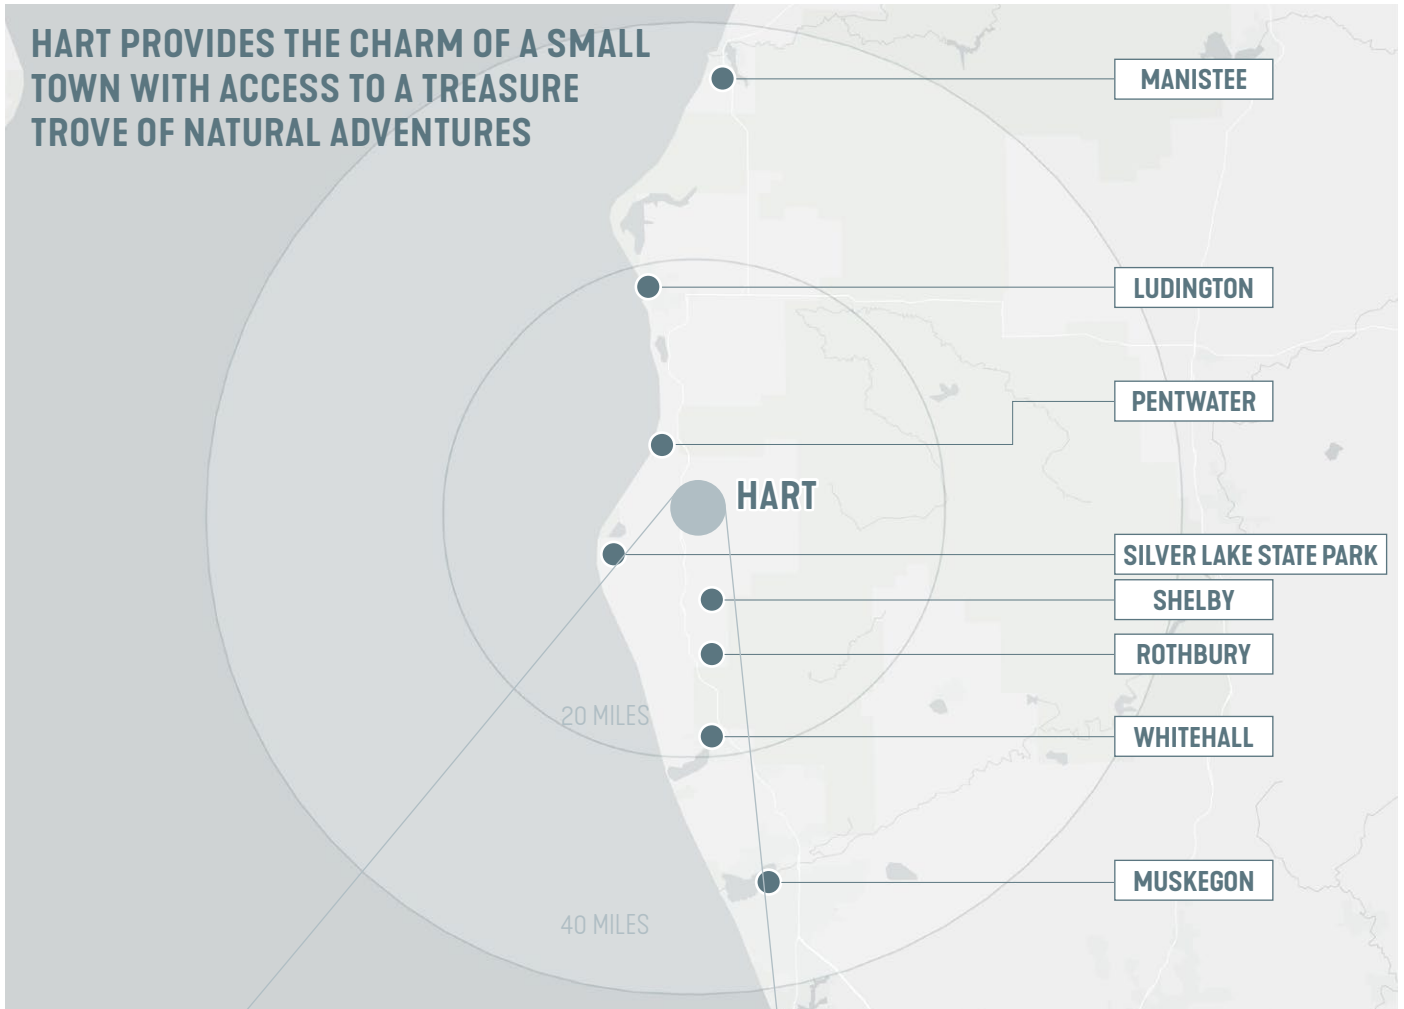 HART PROVIDES THE CHARM OF A SMALL
TOWN WITH ACCESS TO A TREASURE
TROVE OF NATURAL ADVENTURES
MANISTEE
LUDINGTON
PENTWATER
HART
SILVER LAKE STATE PARK
SHELBY
ROTHBURY
20 MILES
WHITEHALL
MUSKEGON
40 MILES